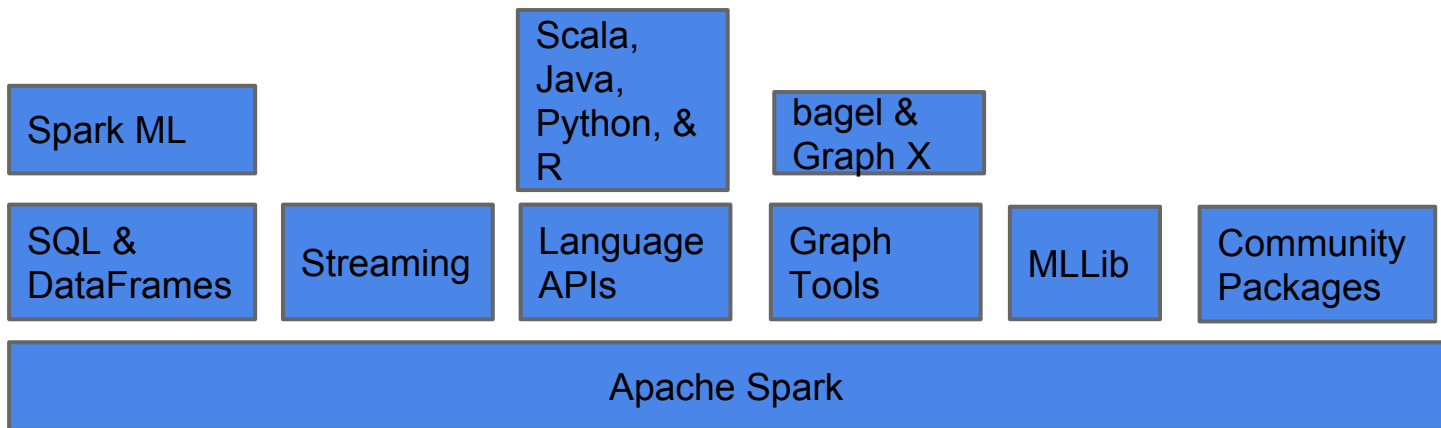 Scala,
Java,
Python, &
R
Spark ML
bagel &
Graph X
SQL &
DataFrames
Streaming
Language
APIs
Graph
Tools
MLLib
Community
Packages
Apache Spark